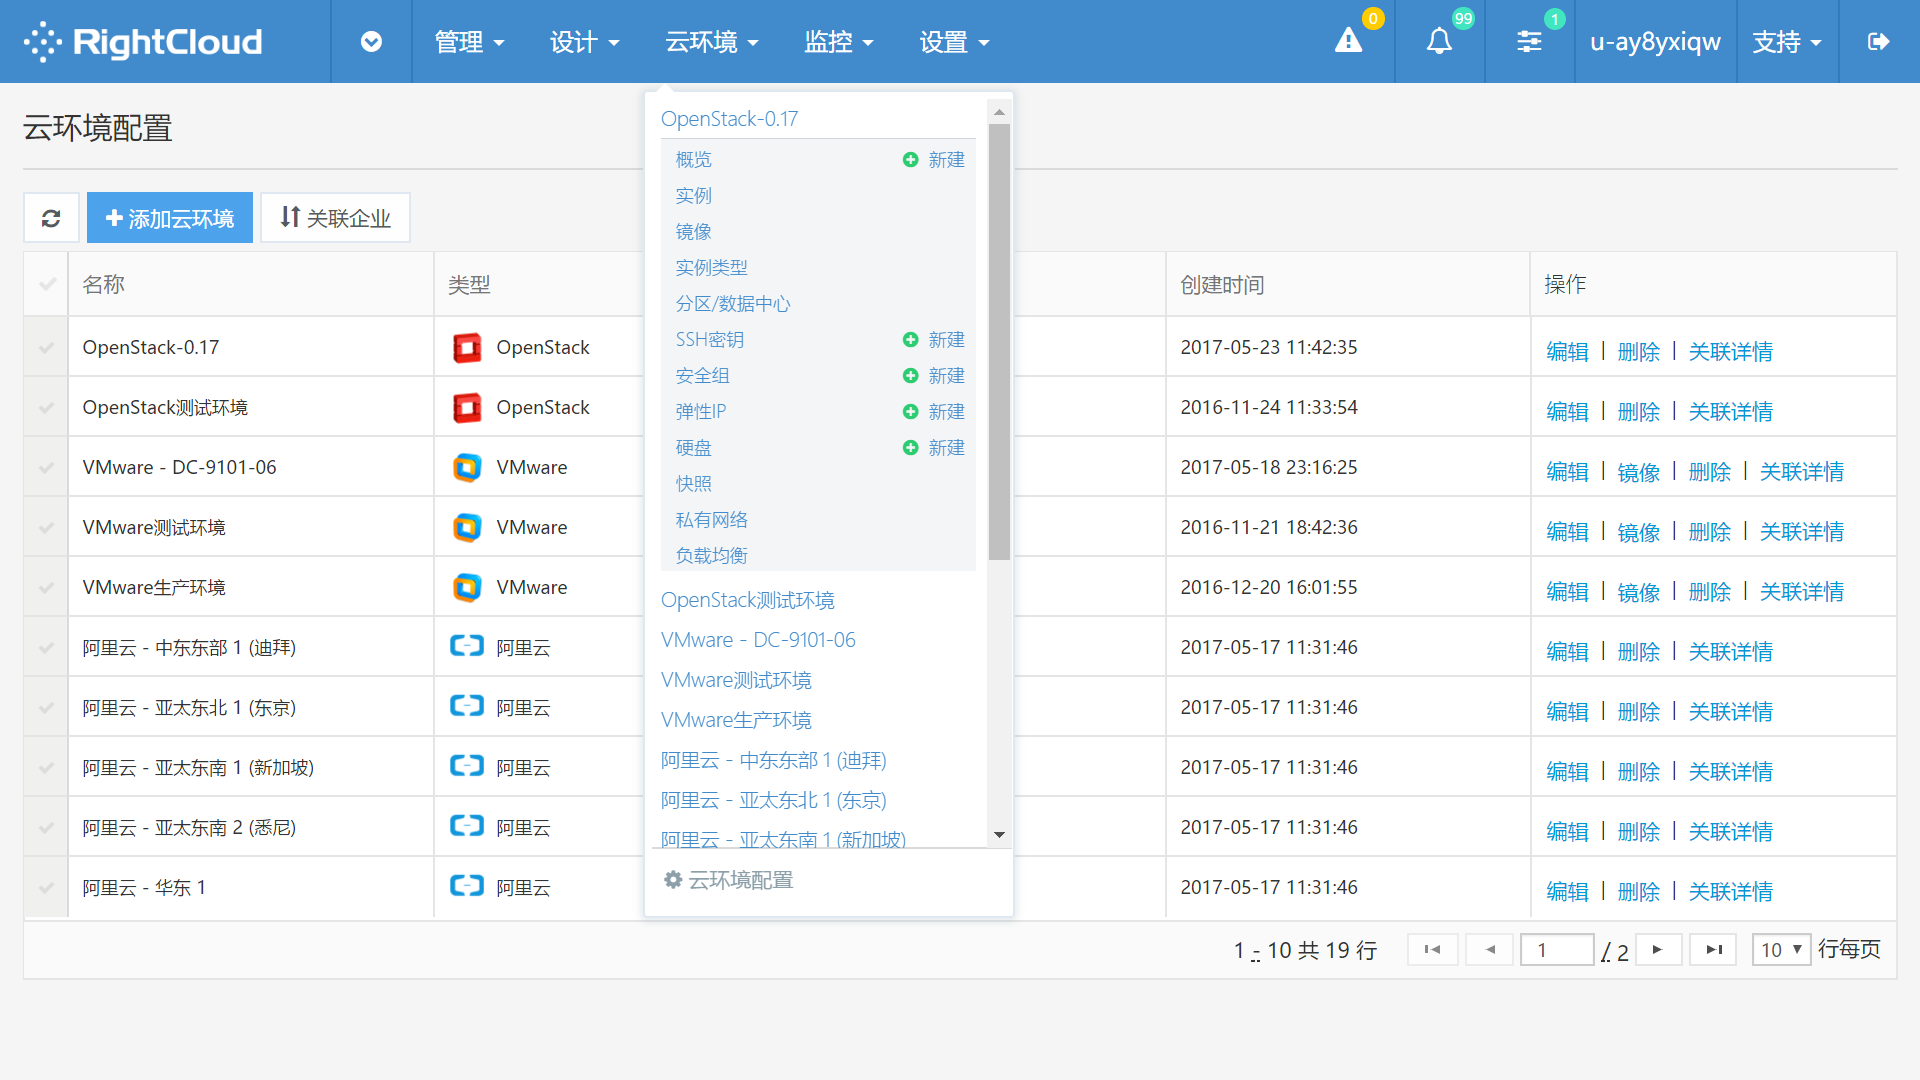 RightCloud
管理
设计
云环境
监控
设置
0
99
1
u-ay8yxiqw
支持
云环境配置
添加云环境
关联企业
名称
类型
创建时间
操作
OpenStack-0.17
OpenStack
2017-05-23 11:42:35
编辑 | 删除 | 关联详情
OpenStack测试环境
OpenStack
2016-11-24 11:33:54
编辑 | 删除 | 关联详情
VMware - DC-9101-06
VMware
2017-05-18 23:16:25
编辑 | 镜像 | 删除 | 关联详情
VMware测试环境
VMware
2016-11-21 18:42:36
编辑 | 镜像 | 删除 | 关联详情
VMware生产环境
VMware
2016-12-20 16:01:55
编辑 | 镜像 | 删除 | 关联详情
阿里云 - 中东东部 1 (迪拜)
阿里云
2017-05-17 11:31:46
编辑 | 删除 | 关联详情
阿里云 - 亚太东北 1 (东京)
阿里云
2017-05-17 11:31:46
编辑 | 删除 | 关联详情
阿里云 - 亚太东南 1 (新加坡)
阿里云
2017-05-17 11:31:46
编辑 | 删除 | 关联详情
阿里云 - 亚太东南 2 (悉尼)
阿里云
2017-05-17 11:31:46
编辑 | 删除 | 关联详情
阿里云 - 华东 1
阿里云
2017-05-17 11:31:46
编辑 | 删除 | 关联详情
OpenStack-0.17
概览 新建
实例
镜像
实例类型
分区/数据中心
SSH密钥 新建
安全组 新建
弹性IP 新建
硬盘 新建
快照
私有网络
负载均衡
OpenStack测试环境
VMware - DC-9101-06
VMware测试环境
VMware生产环境
阿里云 - 中东东部 1 (迪拜)
阿里云 - 亚太东北 1 (东京)
阿里云 - 亚太东南 1 (新加坡)
云环境配置
1 - 10 共 19 行
1 / 2
10 行每页